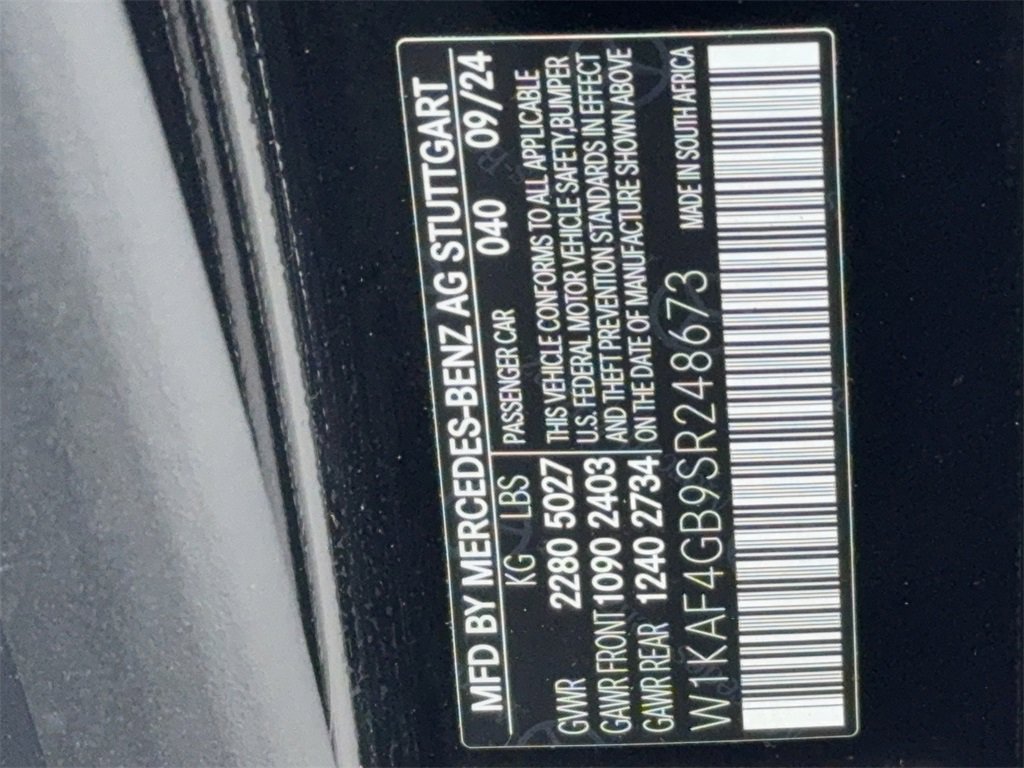 MFD BY MERCEDES-BENZ AG STUTTGART
KG LBS PASSENGER CAR 040 09/24
GVWR 2280 5027
GAWR FRONT 1090 2403
GAWR REAR 1240 2734
THIS VEHICLE CONFORMS TO ALL APPLICABLE
U.S. FEDERAL MOTOR VEHICLE SAFETY,BUMPER
AND THEFT PREVENTION STANDARDS IN EFFECT
ON THE DATE OF MANUFACTURE SHOWN ABOVE
W1KAF4GB9SR248673 MADE IN SOUTH AFRICA